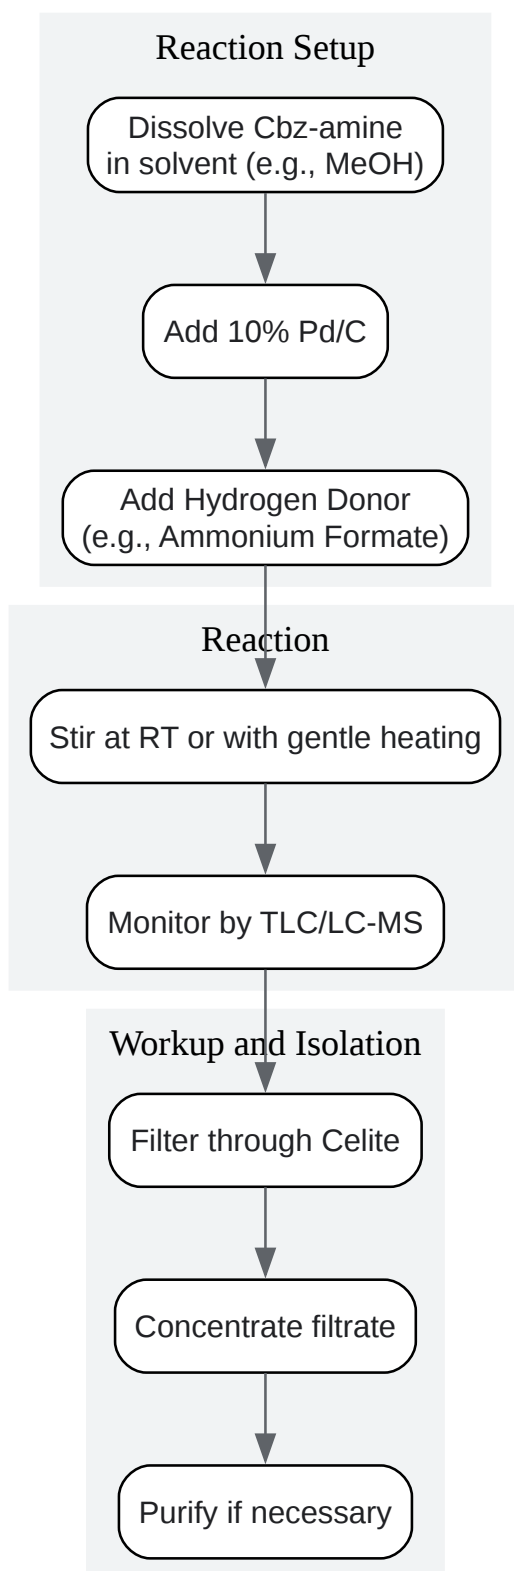 Reaction Setup
Dissolve Cbz-amine
in solvent (e.g., MeOH)
Add 10% Pd/C
Add Hydrogen Donor
(e.g., Ammonium Formate)
Reaction
Stir at RT or with gentle heating
Monitor by TLC/LC-MS
Workup and Isolation
Filter through Celite
Concentrate filtrate
Purify if necessary